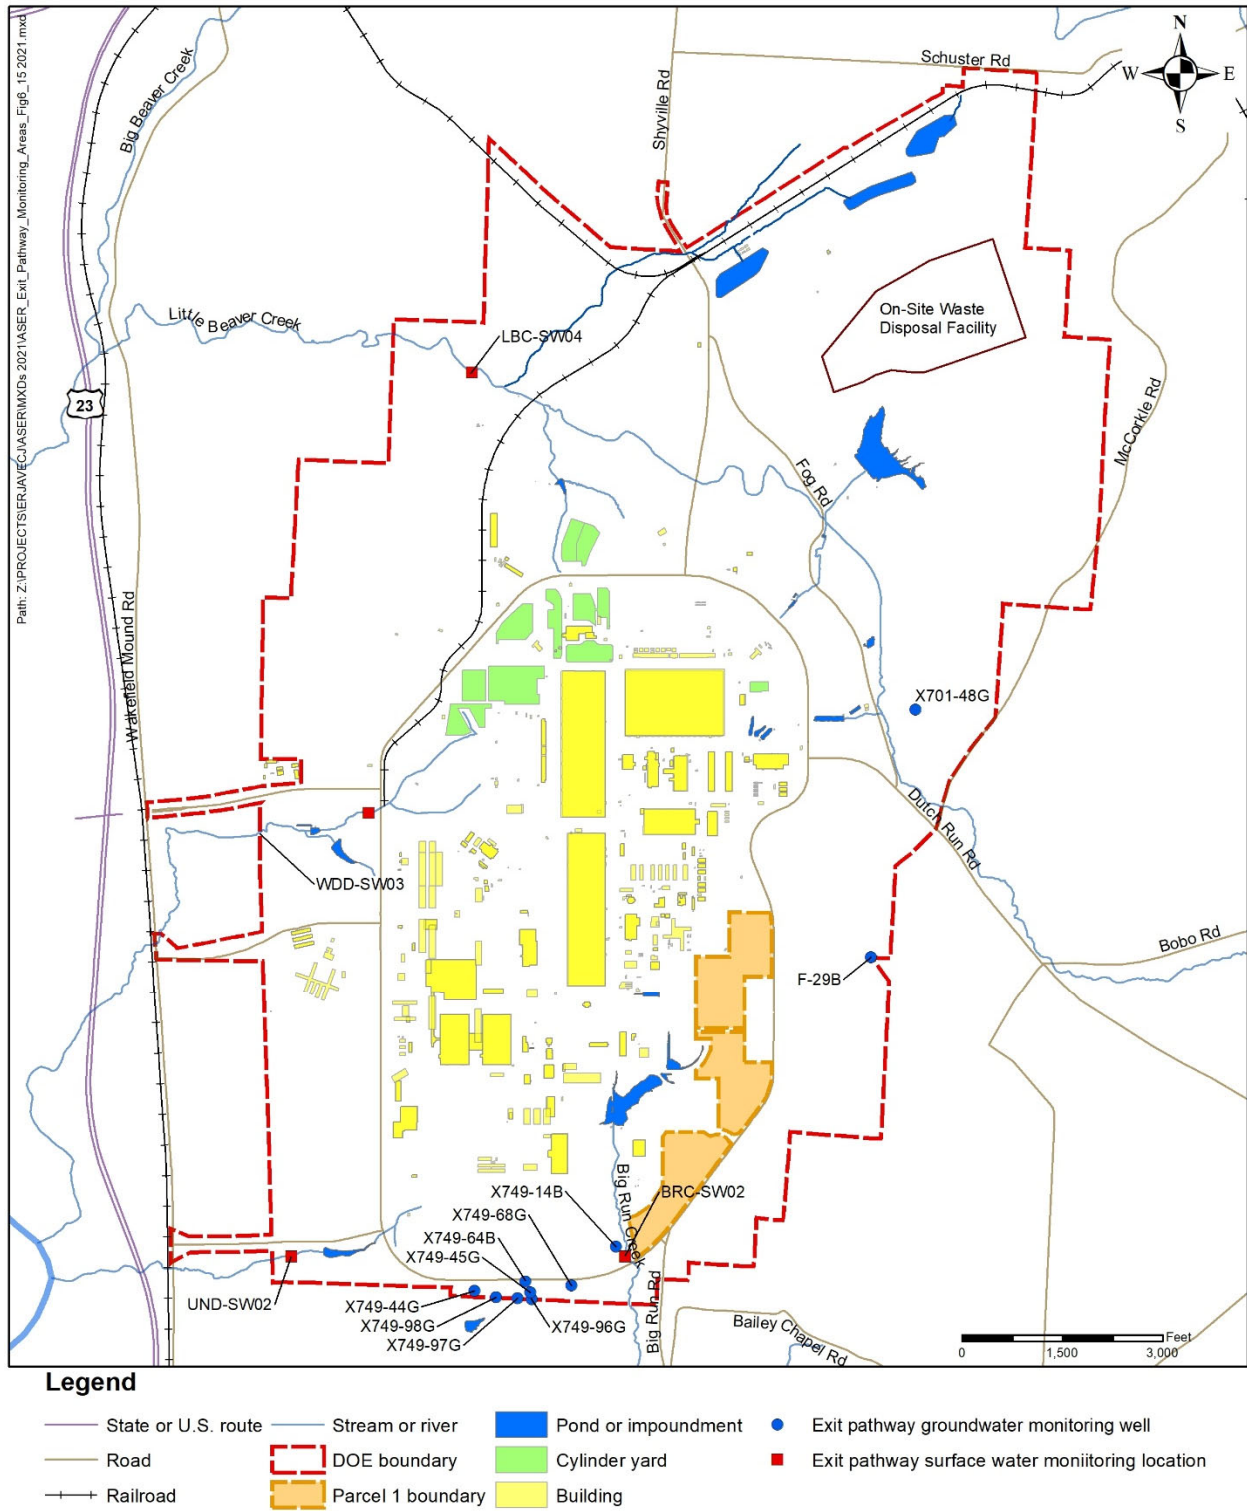 Path: Z:\PROJECTS\ERJAVECJ\ASER\MXDs 2021\ASER_Exit_Pathway_Monitoring_Areas_Fig6_15 2021.mxd
N
W E
S
Schuster Rd
Big Beaver Creek
Shyville Rd
Little Beaver Creek
On-Site Waste
Disposal Facility
LBC-SW04
23
McCorkle Rd
Fog Rd
Wakefield Mound Rd
X701-48G
Dutch Run Rd
WDD-SW03
Bobo Rd
F-29B
Big Run Creek
X749-14B
BRC-SW02
X749-68G
X749-64B
X749-45G
UND-SW02
X749-44G
X749-98G
X749-97G
X749-96G
Big Run Rd
Bailey Chapel Rd
Feet
0 1,500 3,000
Legend
State or U.S. route
Stream or river
Pond or impoundment
Exit pathway groundwater monitoring well
Road
DOE boundary
Cylinder yard
Exit pathway surface water moniitoring location
Railroad
Parcel 1 boundary
Building